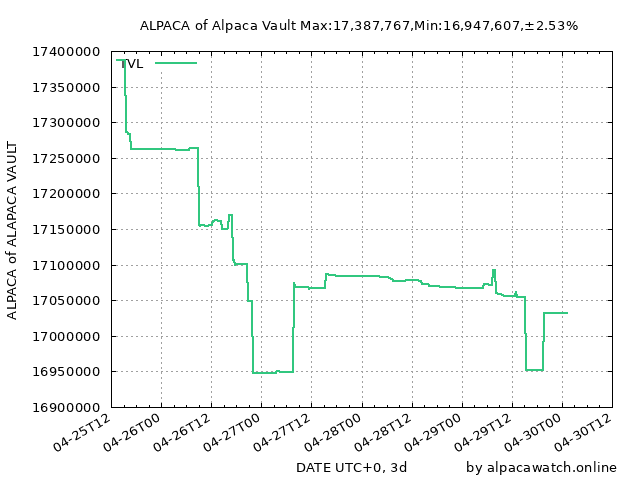 ALPACA of Alpaca Vault Max:17,387,767,Min:16,947,607,±2.53%
17400000
TVL
17350000
17300000
17250000
17200000
17150000
17100000
17050000
17000000
16950000
16900000
ALPACA of ALAPACA VAULT
04-25T12
04-26T00
04-26T12
04-27T00
04-27T12
04-28T00
04-28T12
04-29T00
04-29T12
04-30T00
04-30T12
DATE UTC+0, 3d
by alpacawatch.online